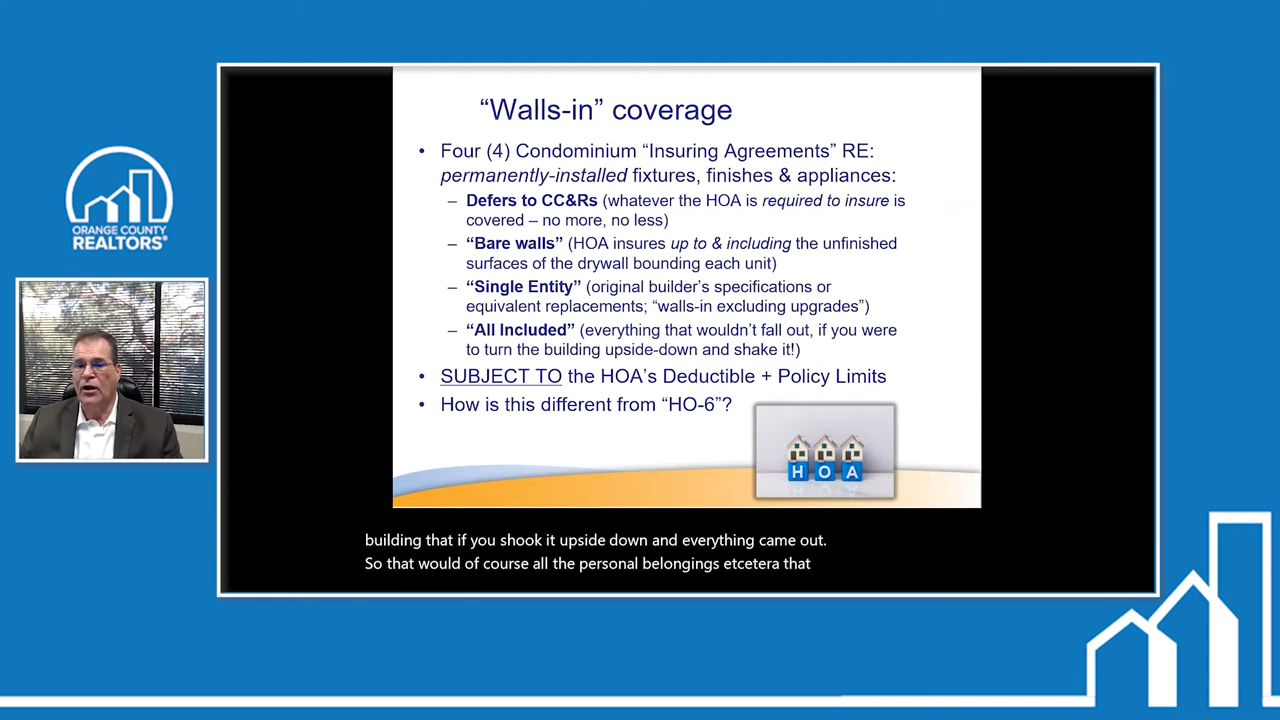 “Walls-in” coverage
• Four (4) Condominium “Insuring Agreements” RE:
permanently-installed fixtures, finishes & appliances:
– Defers to CC&Rs (whatever the HOA is required to insure is
covered – no more, no less)
– “Bare walls” (HOA insures up to & including the unfinished
surfaces of the drywall bounding each unit)
– “Single Entity” (original builder’s specifications or
equivalent replacements; “walls-in excluding upgrades”)
– “All Included” (everything that wouldn’t fall out, if you were
to turn the building upside-down and shake it!)
• SUBJECT TO the HOA’s Deductible + Policy Limits
• How is this different from “HO-6”?
H O A
ORANGE COUNTY
REALTORS®
building that if you shook it upside down and everything came out.
So that would of course all the personal belongings etcetera that